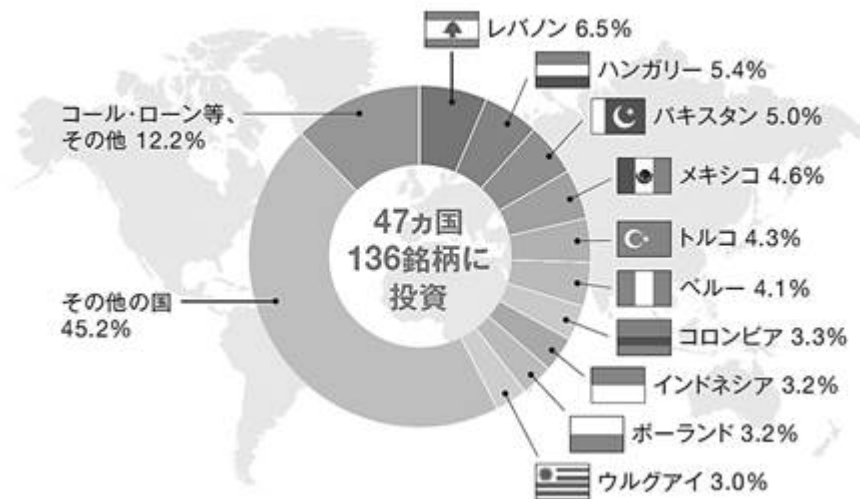 レバノン 6.5%
ハンガリー 5.4%
パキスタン 5.0%
メキシコ 4.6%
トルコ 4.3%
ペルー 4.1%
コロンビア 3.3%
インドネシア 3.2%
ポーランド 3.2%
ウルグアイ 3.0%
その他の国
45.2%
コール・ローン等、
その他 12.2%
47ヵ国
136銘柄に
投資